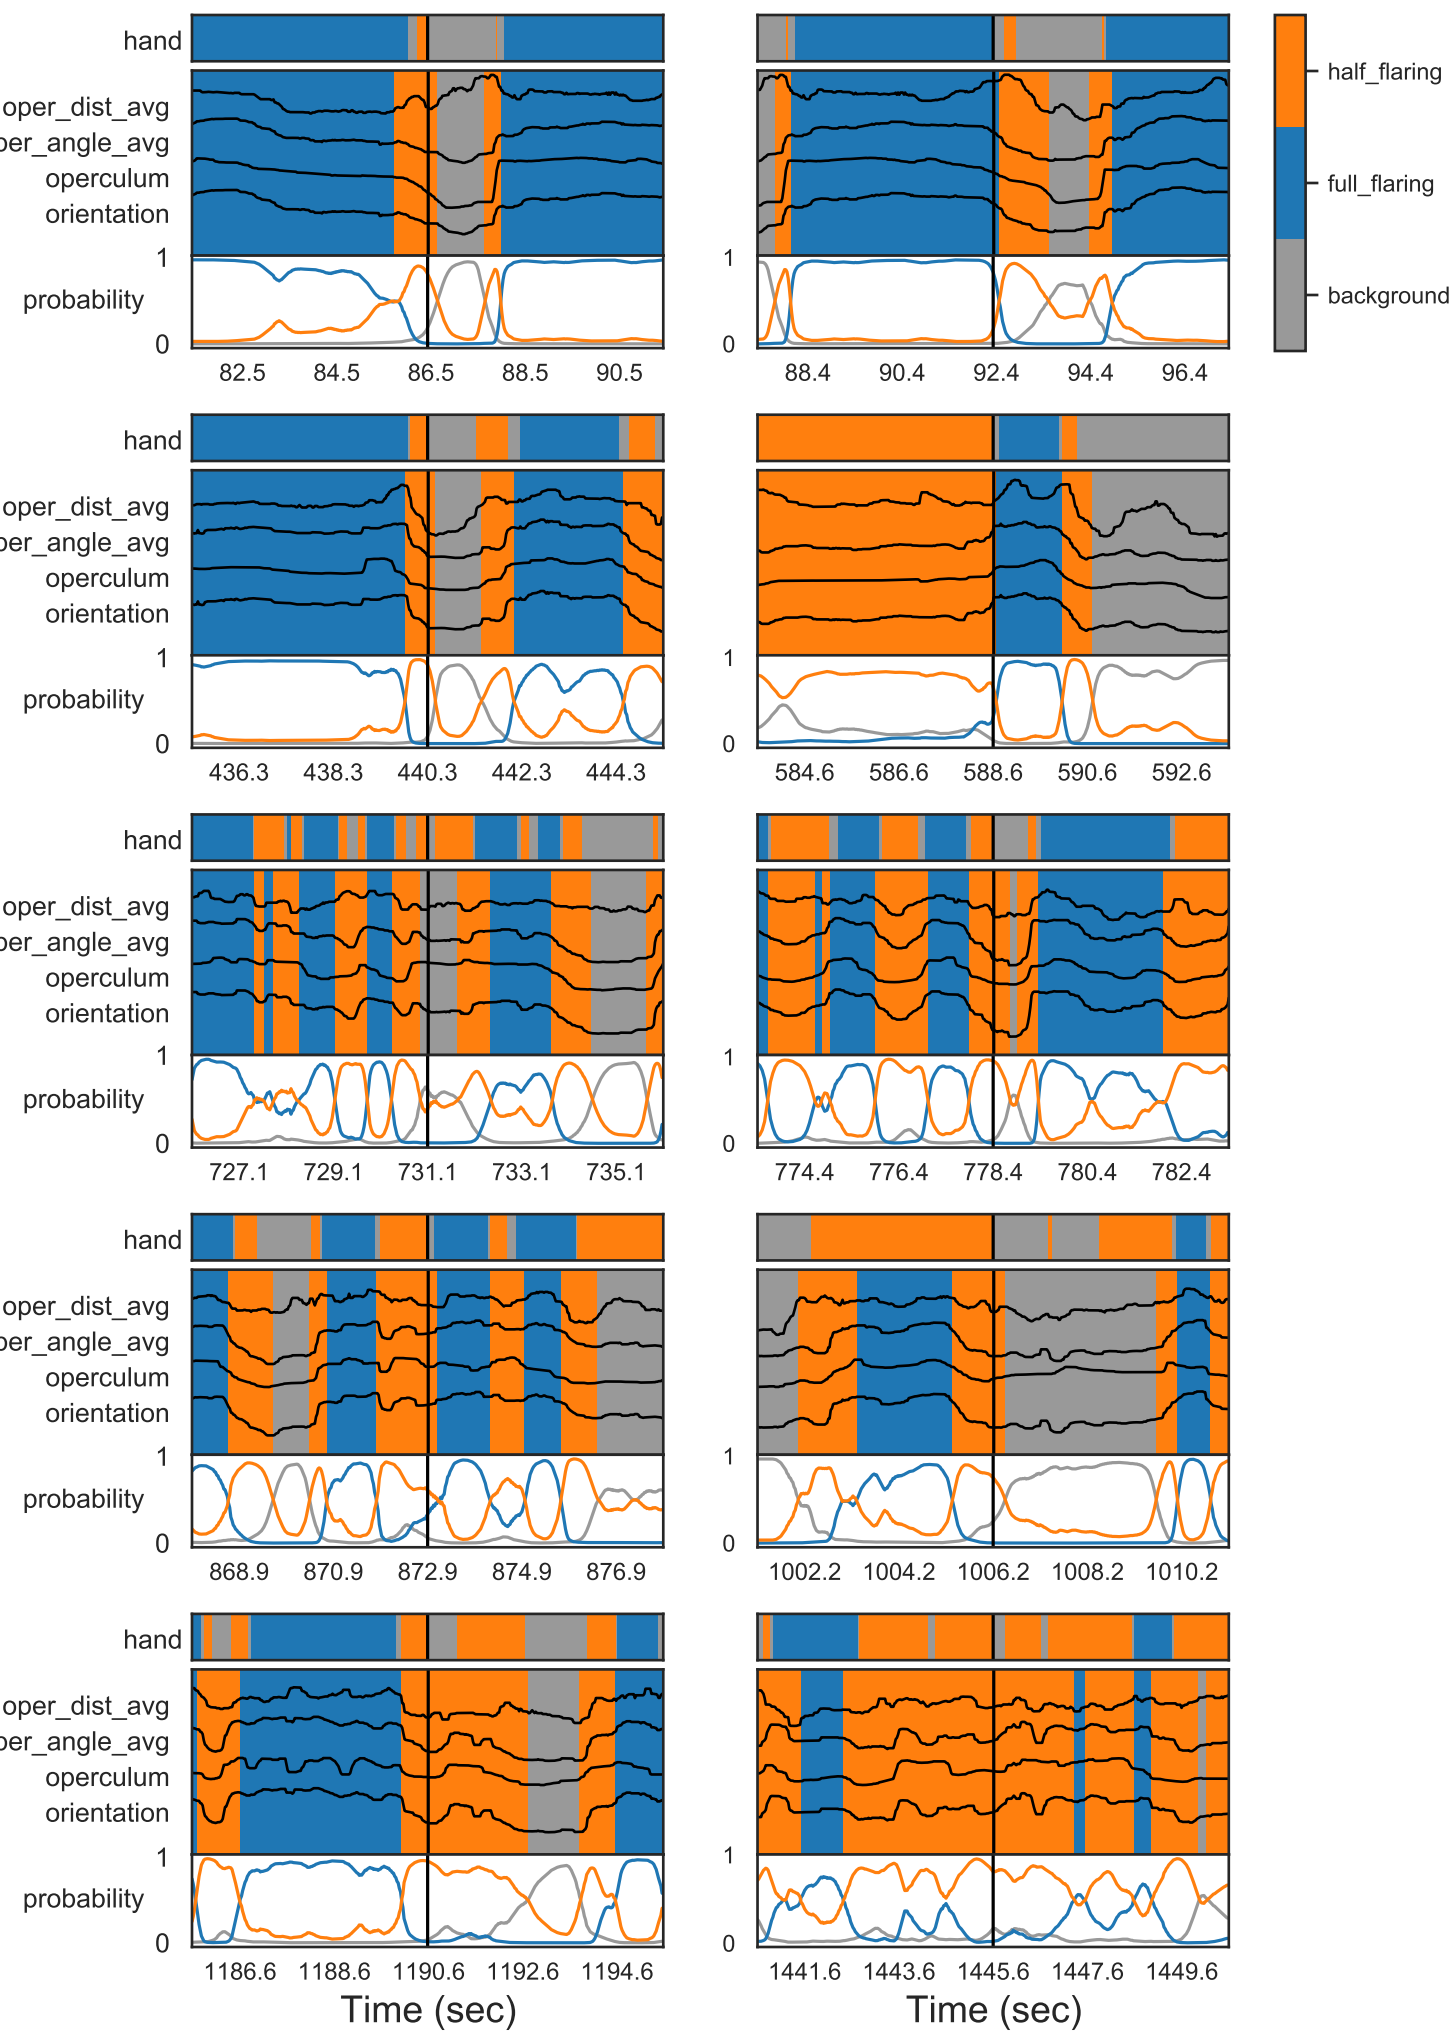 hand
oper_dist_avg
per_angle_avg
operculum
orientation
1
probability
0
82.5 84.5 86.5 88.5 90.5
1
0
88.4 90.4 92.4 94.4 96.4
half_flaring
full_flaring
background
hand
oper_dist_avg
per_angle_avg
operculum
orientation
1
probability
0
436.3 438.3 440.3 442.3 444.3
1
0
584.6 586.6 588.6 590.6 592.6
hand
oper_dist_avg
per_angle_avg
operculum
orientation
1
probability
0
727.1 729.1 731.1 733.1 735.1
1
0
774.4 776.4 778.4 780.4 782.4
hand
oper_dist_avg
per_angle_avg
operculum
orientation
1
probability
0
868.9 870.9 872.9 874.9 876.9
1
0
1002.2 1004.2 1006.2 1008.2 1010.2
hand
oper_dist_avg
per_angle_avg
operculum
orientation
1
probability
0
1186.6 1188.6 1190.6 1192.6 1194.6
Time (sec)
1
0
1441.6 1443.6 1445.6 1447.6 1449.6
Time (sec)